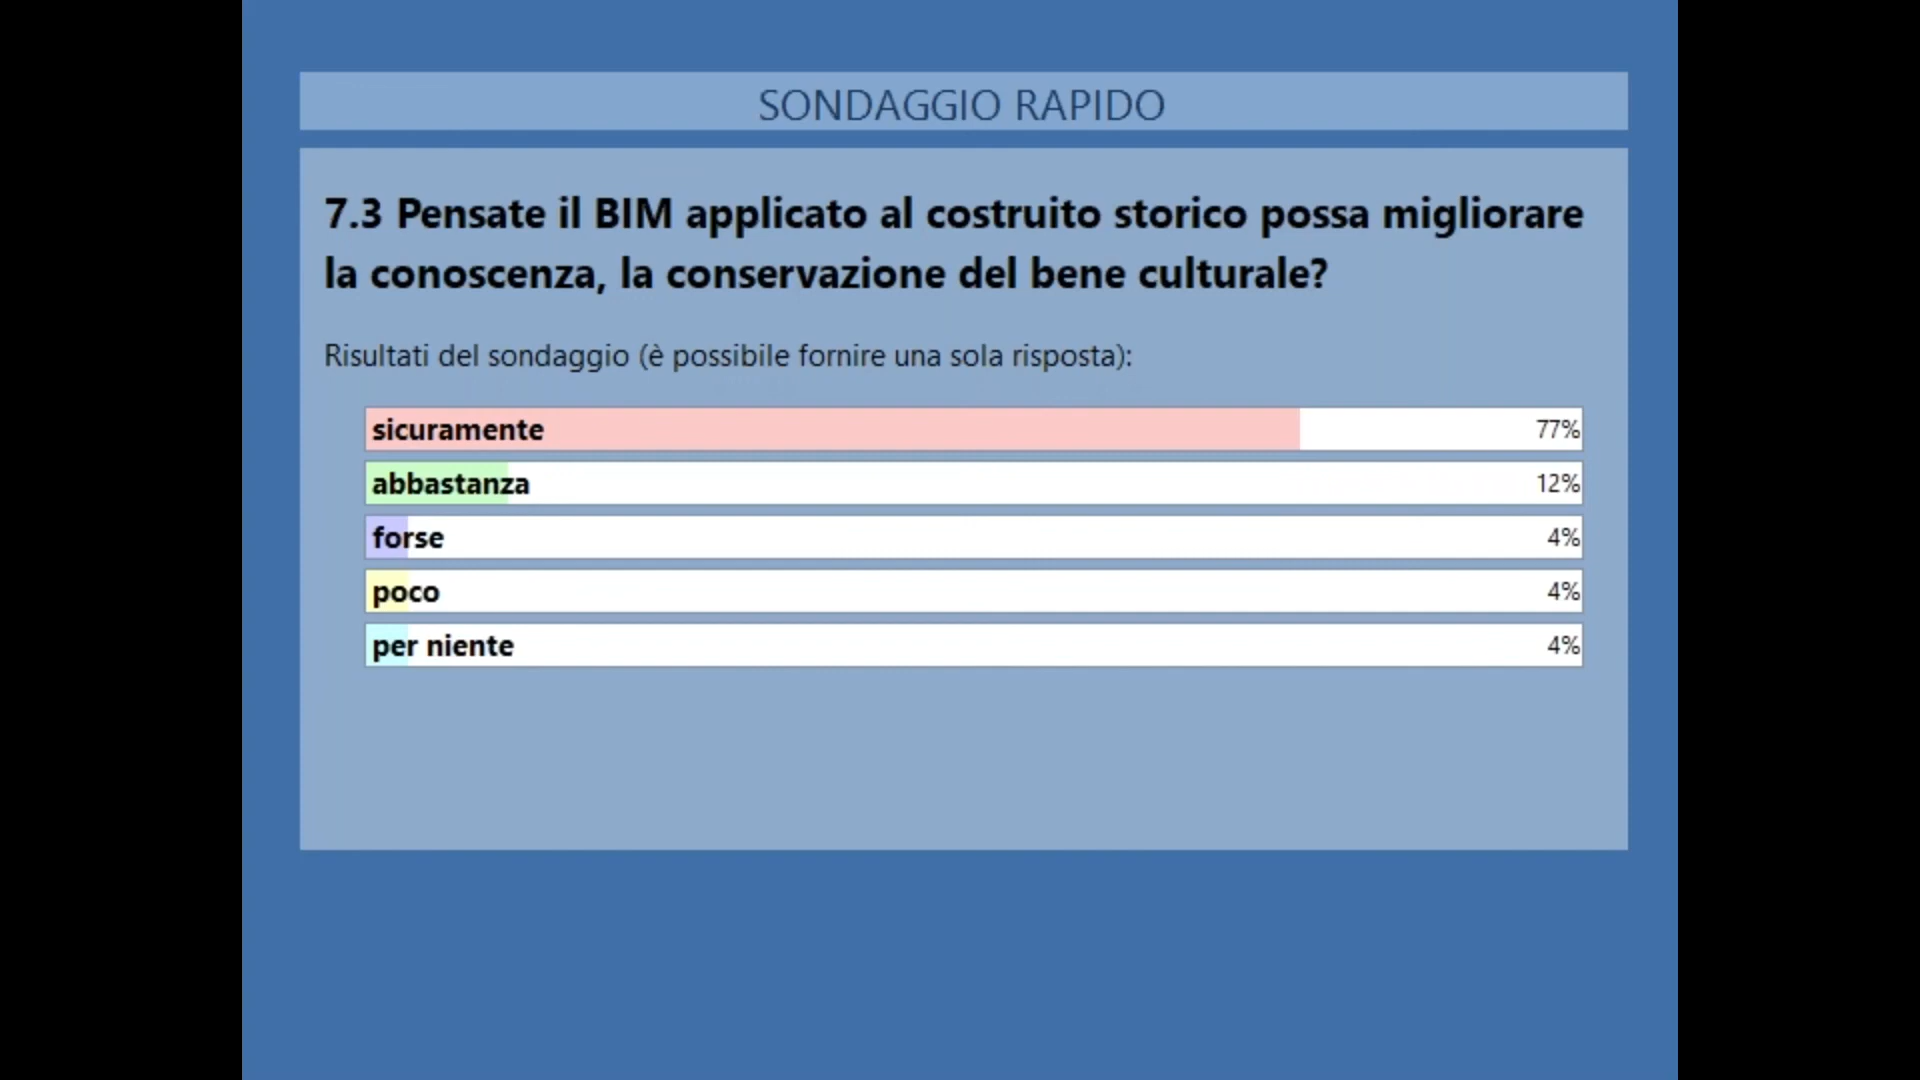 SONDAGGIO RAPIDO
7.3 Pensate il BIM applicato al costruito storico possa migliorare
la conoscenza, la conservazione del bene culturale?
Risultati del sondaggio (è possibile fornire una sola risposta):
sicuramente 77%
abbastanza 12%
forse 4%
poco 4%
per niente 4%